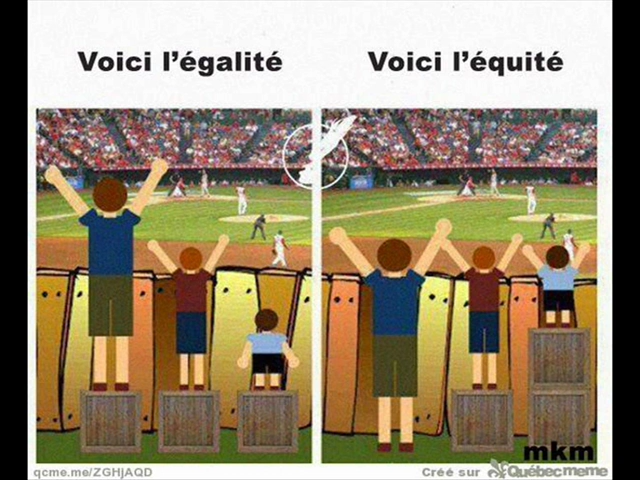 Voici l'égalité
Voici l'équité
mkm
qcme.me/ZGHjAQD
Créé sur Québecmeme